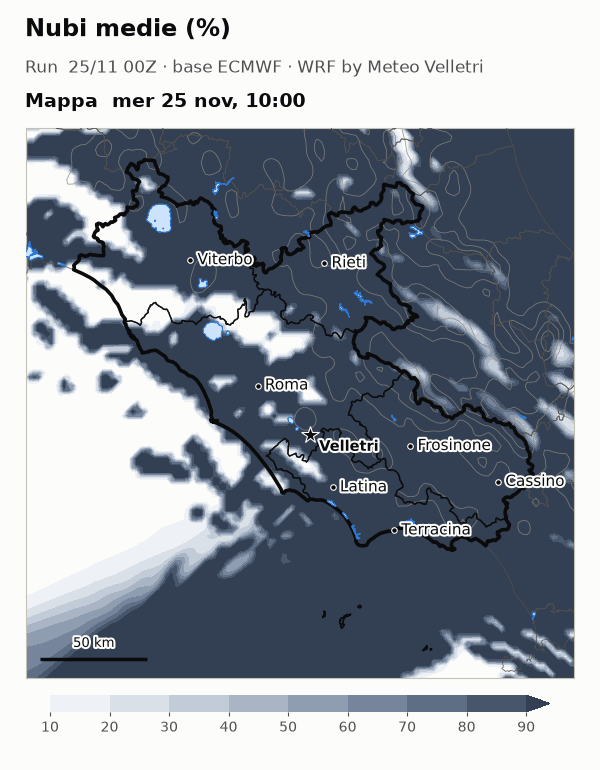 Nubi medie (%)
Run  25/11 00Z · base ECMWF · WRF by Meteo Velletri
Mappa  mer 25 nov, 10:00
Viterbo
Rieti
Roma
Velletri
Frosinone
Latina
Cassino
Terracina
50 km
10 20 30 40 50 60 70 80 90